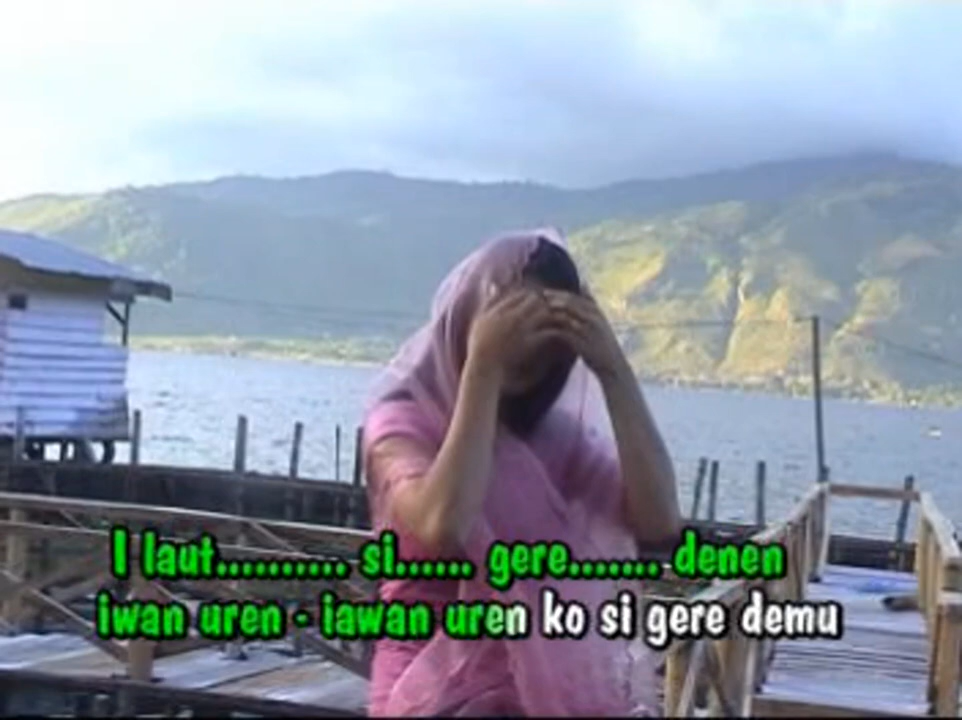 I laut.......... si...... gere....... denen
iwan uren - iawan uren ko si gere demu